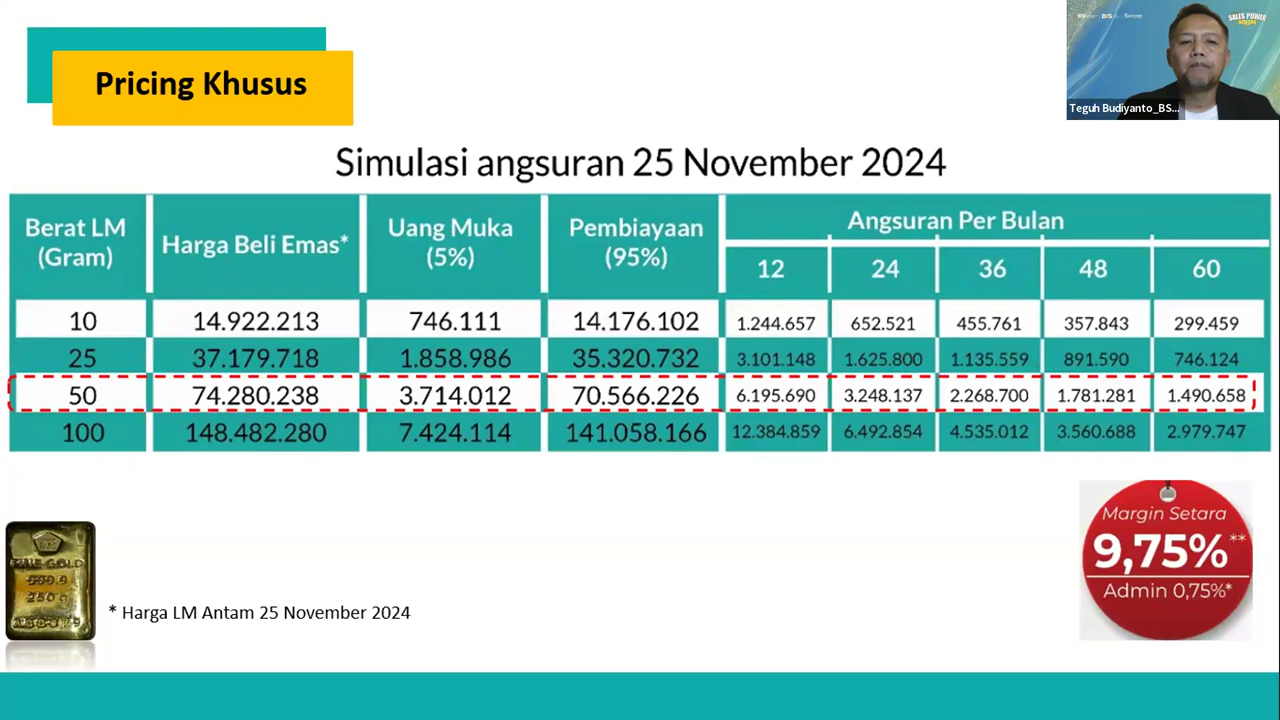 Pricing Khusus
SALES POWER
Teguh Budiyanto_BS...
Simulasi angsuran 25 November 2024
Berat LM (Gram) Harga Beli Emas* Uang Muka (5%) Pembiayaan (95%) Angsuran Per Bulan
12 24 36 48 60
10 14.922.213 746.111 14.176.102 1.244.657 652.521 455.761 357.843 299.459
25 37.179.718 1.858.986 35.320.732 3.101.148 1.625.800 1.135.559 891.590 746.124
50 74.280.238 3.714.012 70.566.226 6.195.690 3.248.137 2.268.700 1.781.281 1.490.658
100 148.482.280 7.424.114 141.058.166 12.384.859 6.492.854 4.535.012 3.560.688 2.979.747
Margin Setara
9,75%**
Admin 0,75%*
FINE GOLD
999.9
250 g
* Harga LM Antam 25 November 2024